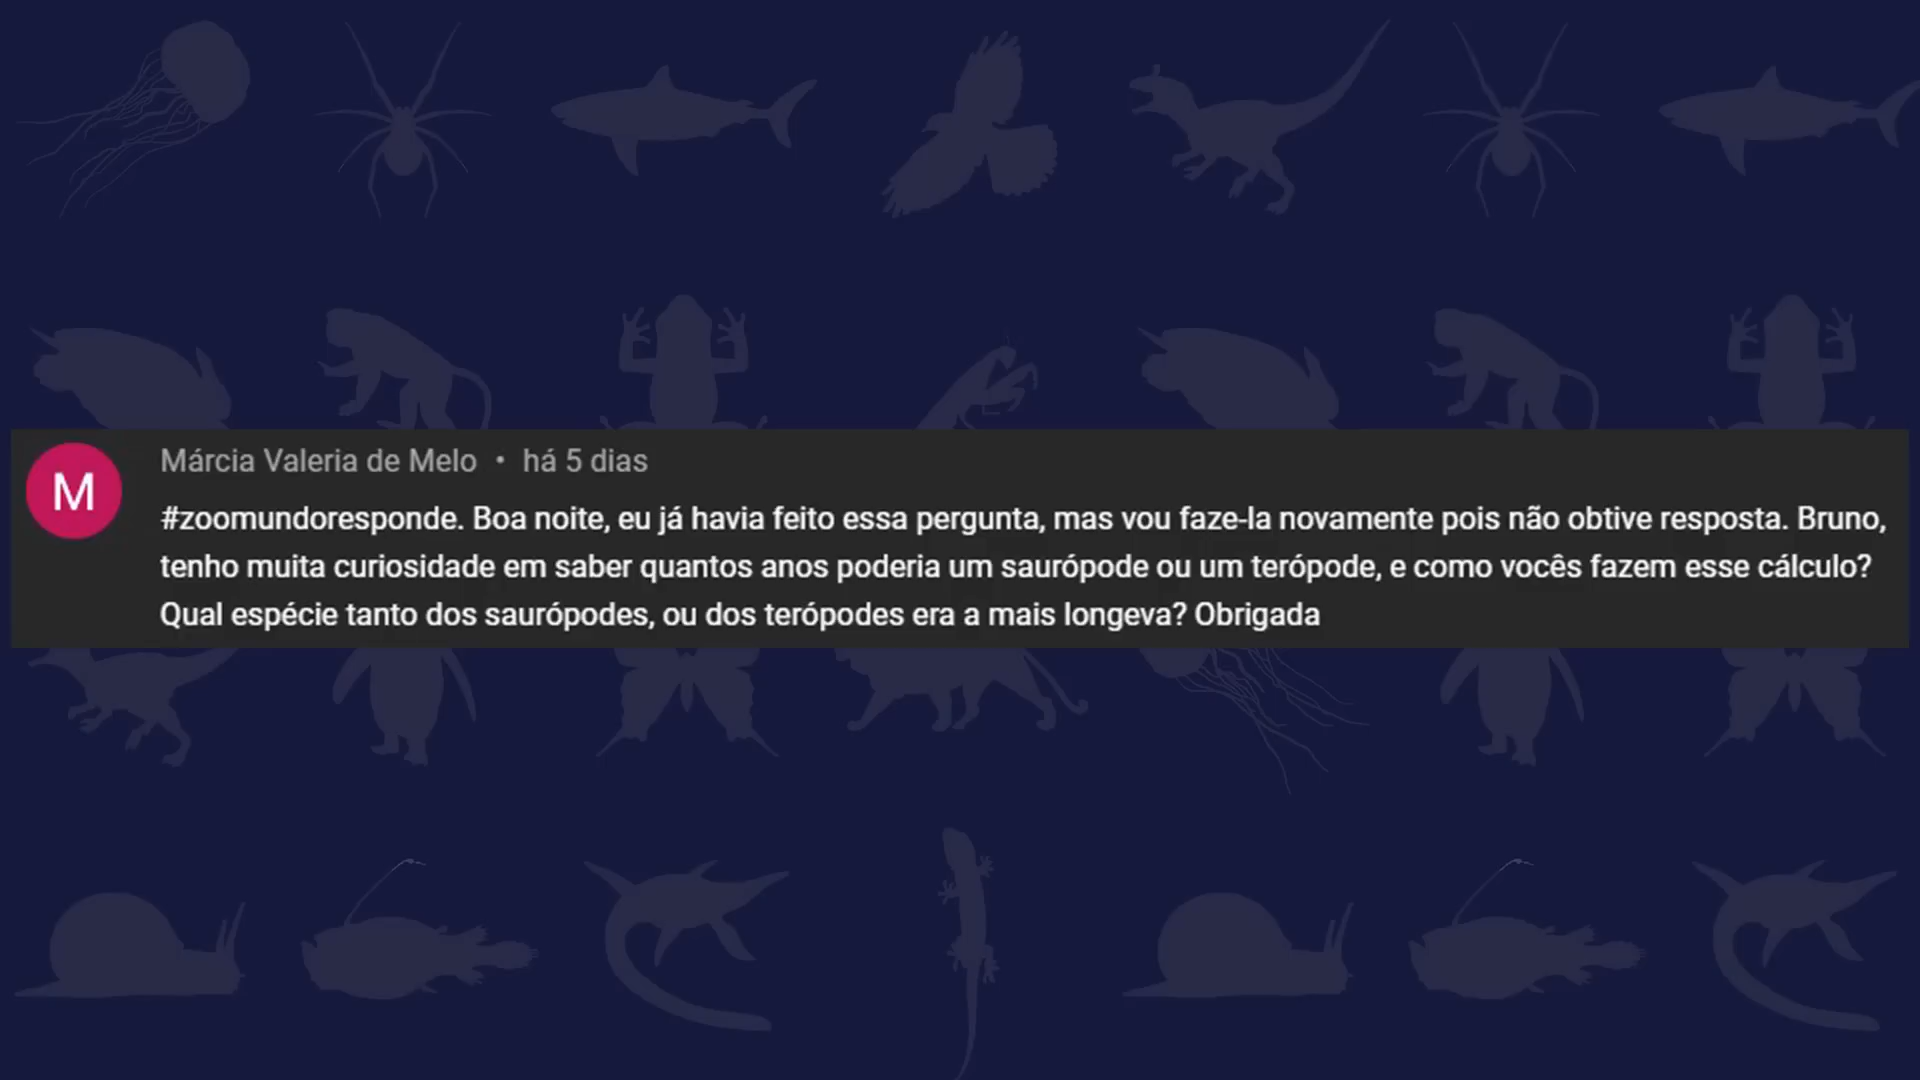 M
Márcia Valeria de Melo • há 5 dias
#zoomundoresponde. Boa noite, eu já havia feito essa pergunta, mas vou faze-la novamente pois não obtive resposta. Bruno,
tenho muita curiosidade em saber quantos anos poderia um saurópode ou um terópode, e como vocês fazem esse cálculo?
Qual espécie tanto dos saurópodes, ou dos terópodes era a mais longeva? Obrigada